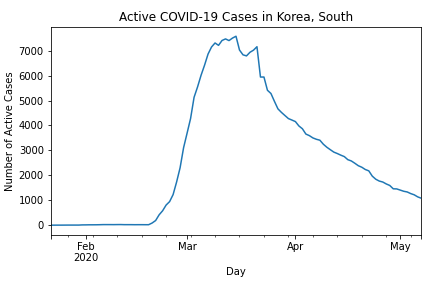 Active COVID-19 Cases in Korea, South
Number of Active Cases
7000
6000
5000
4000
3000
2000
1000
0
Feb Mar Apr May
2020
Day